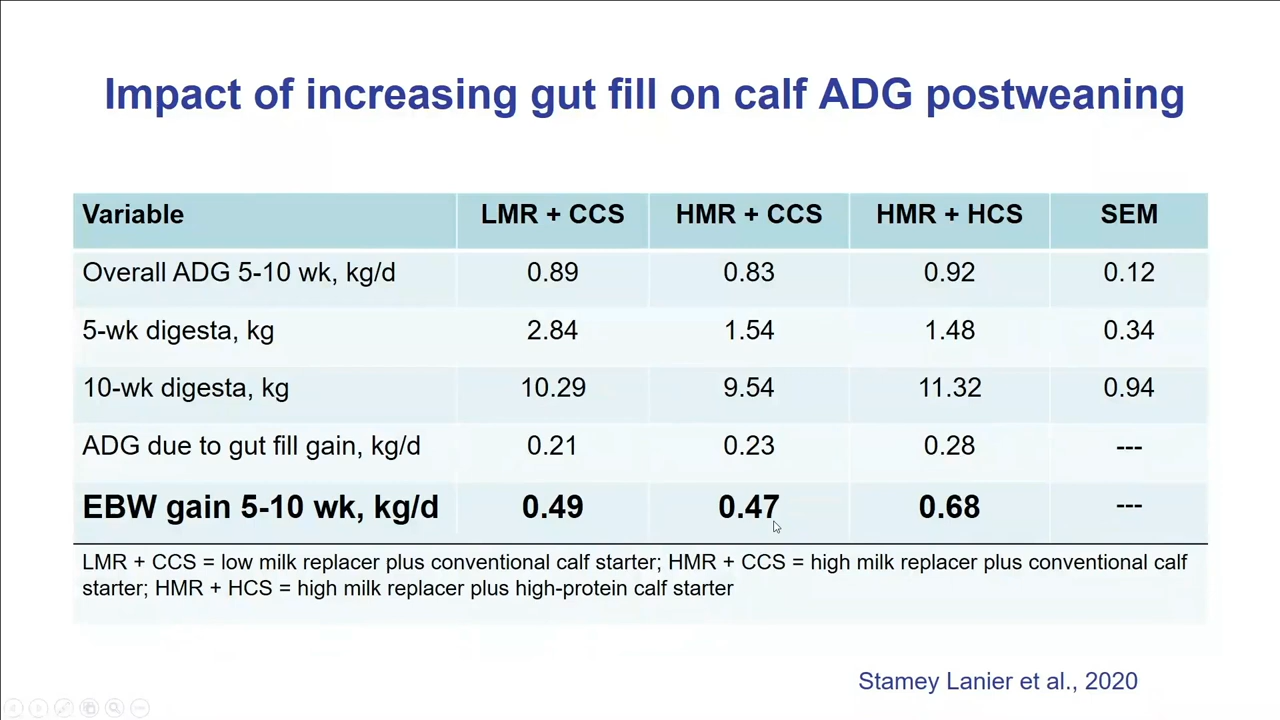 Impact of increasing gut fill on calf ADG postweaning
Variable LMR + CCS HMR + CCS HMR + HCS SEM
Overall ADG 5-10 wk, kg/d 0.89 0.83 0.92 0.12
5-wk digesta, kg 2.84 1.54 1.48 0.34
10-wk digesta, kg 10.29 9.54 11.32 0.94
ADG due to gut fill gain, kg/d 0.21 0.23 0.28 ---
EBW gain 5-10 wk, kg/d 0.49 0.47 0.68 ---
LMR + CCS = low milk replacer plus conventional calf starter; HMR + CCS = high milk replacer plus conventional calf
starter; HMR + HCS = high milk replacer plus high-protein calf starter
Stamey Lanier et al., 2020